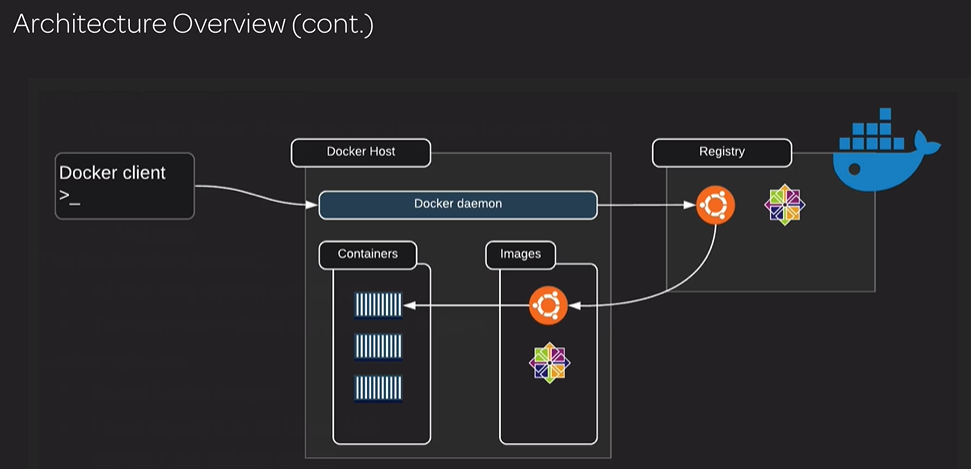 Architecture Overview (cont.)
Docker client
>_
Docker Host
Registry
Docker daemon
Containers
Images